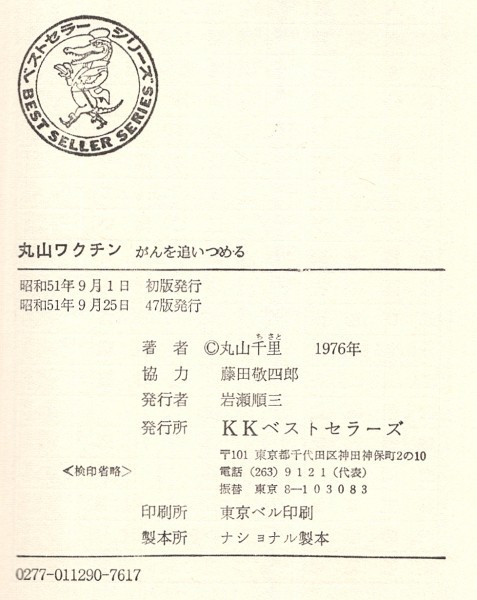 ベストセラーシリーズ
BEST SELLER SERIES
丸山ワクチン がんを追いつめる
昭和51年9月1日 初版発行
昭和51年9月25日 47版発行
著者 ©丸山千里 1976年
ちさと
協力 藤田敬四郎
発行者 岩瀬順三
発行所 KKベストセラーズ
〒101 東京都千代田区神田神保町2の10
<検印省略> 電話(263)9121(代表)
振替 東京8—103083
印刷所 東京ベル印刷
製本所 ナショナル製本
0277-011290-7617